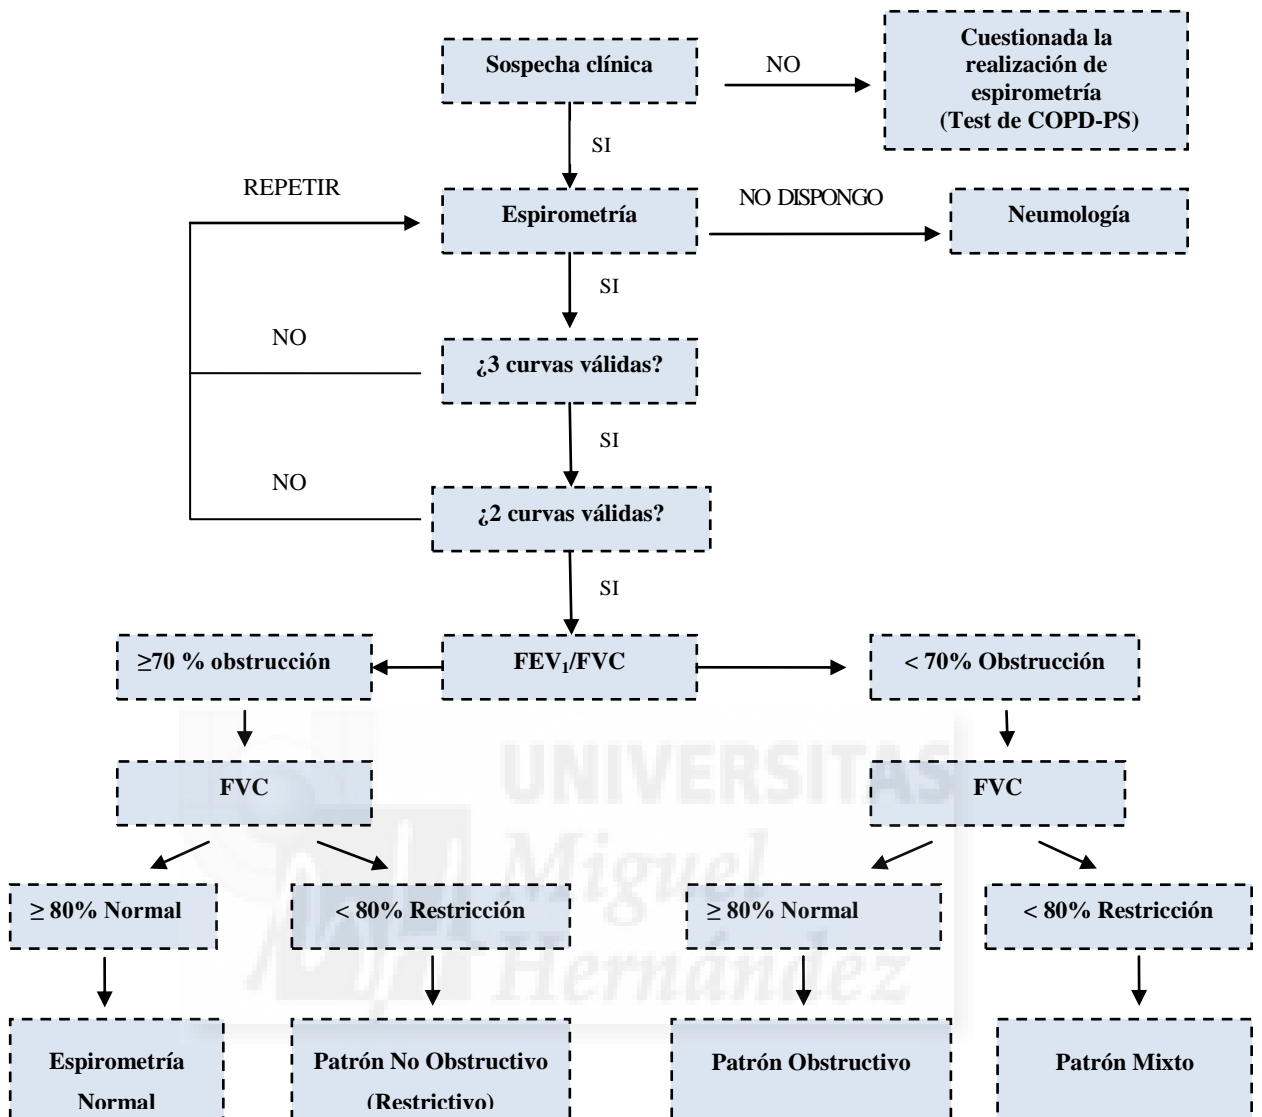 Sospecha clínica
NO
Cuestionada la
realización de
espirometría
(Test de COPD-PS)
SI
REPETIR
Espirometría
NO DISPONGO
Neumología
SI
NO
¿3 curvas válidas?
SI
NO
¿2 curvas válidas?
SI
≥70 % obstrucción
FEV₁/FVC
< 70% Obstrucción
FVC
FVC
UNIVERSITAS
Miguel
Hernández
≥ 80% Normal
< 80% Restricción
≥ 80% Normal
< 80% Restricción
Espirometría
Normal
Patrón No Obstructivo
(Restrictivo)
Patrón Obstructivo
Patrón Mixto